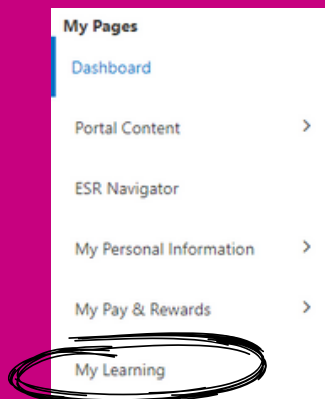 My Pages
Dashboard
Portal Content
ESR Navigator
My Personal Information
My Pay & Rewards
My Learning